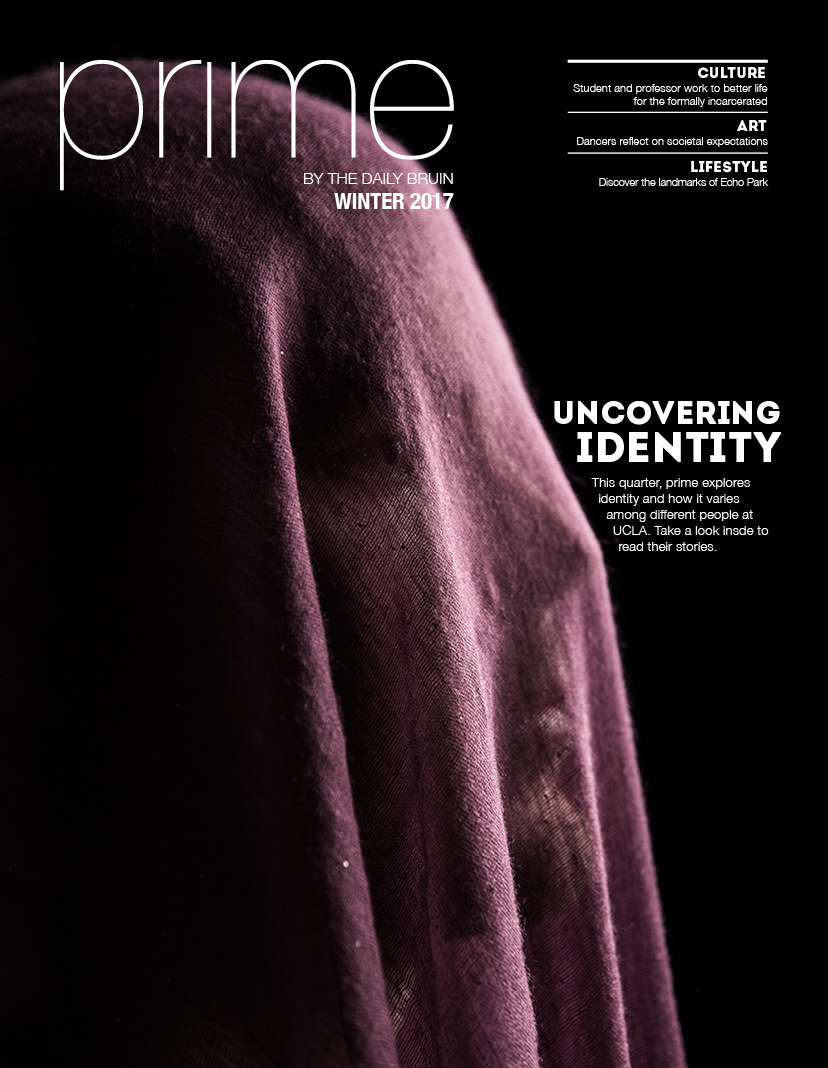 prime
BY THE DAILY BRUIN
WINTER 2017
CULTURE
Student and professor work to better life
for the formally incarcerated
ART
Dancers reflect on societal expectations
LIFESTYLE
Discover the landmarks of Echo Park
UNCOVERING
IDENTITY
This quarter, prime explores
identity and how it varies
among different people at
UCLA. Take a look insde to
read their stories.